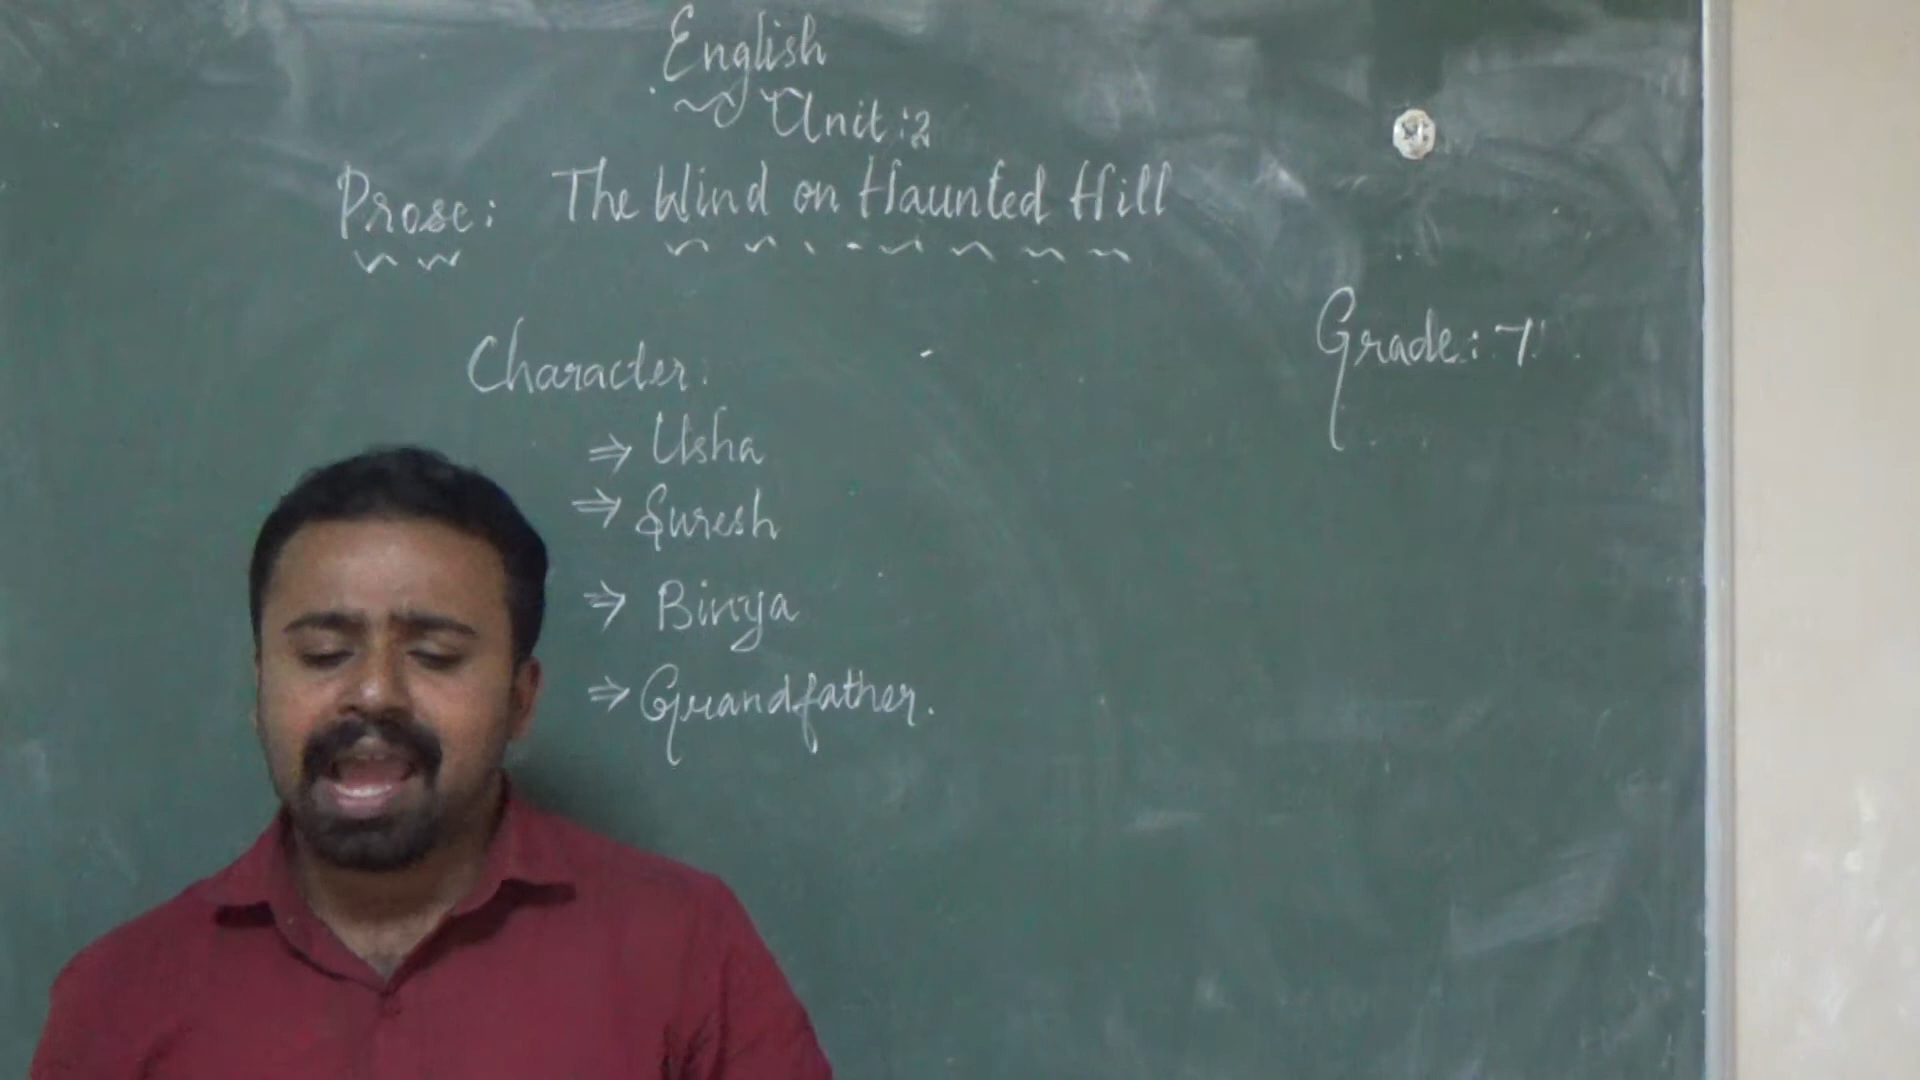 English
Unit:2
Prose: The Wind on Haunted Hill
Grade: 7
Character:
⇒ Usha
⇒ Suresh
⇒ Binya
⇒ Grandfather.